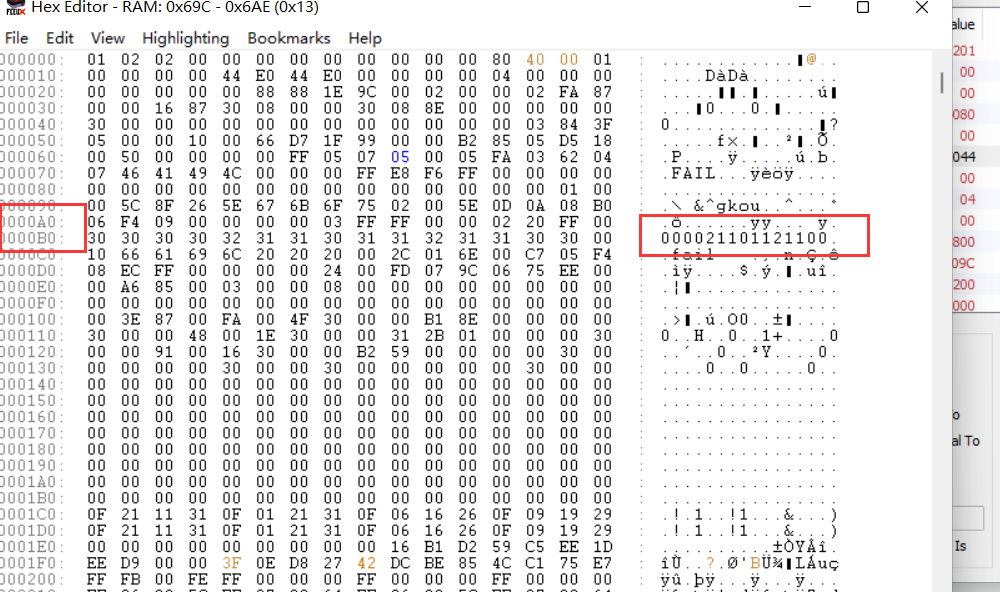 Hex Editor - RAM: 0x69C - 0x6AE (0x13)
File Edit View Highlighting Bookmarks Help
000000: 01 02 02 00 00 00 00 00 00 00 00 00 80 40 00 01 : .............@..
000010: 00 00 00 00 44 E0 44 E0 00 00 00 00 04 00 00 00 : ....DàDà........
000020: 00 00 00 00 00 88 88 1E 9C 00 02 00 00 02 FA 87 : ..............ú.
000030: 00 00 16 87 30 08 00 00 30 08 8E 00 00 00 00 00 : ....0...0.......
000040: 30 00 00 00 00 00 00 00 00 00 00 00 00 03 84 3F : 0..............?
000050: 05 00 00 10 00 66 D7 1F 99 00 00 B2 85 05 D5 18 : .....f×....²..Õ.
000060: 00 50 00 00 00 00 FF 05 07 05 00 05 FA 03 62 04 : .P....ÿ.....ú.b.
000070: 07 46 41 49 4C 00 00 00 FF E8 F6 FF 00 00 00 00 : .FAIL...ÿèöÿ....
000080: 00 00 00 00 00 00 00 00 00 00 00 00 00 00 01 00 : ................
000090: 00 5C 8F 26 5E 67 6B 6F 75 02 00 5E 0D 0A 08 B0 : .\.&^gkou..^...°
0000A0: 06 F4 09 00 00 00 00 03 FF FF 00 00 02 20 FF 00 : .ô......ÿÿ... ÿ.
0000B0: 30 30 30 30 32 31 31 30 31 31 32 31 31 30 30 00 : 000021101121100.
0000C0: 10 66 61 69 6C 20 20 20 00 2C 01 6E 00 C7 05 F4 : .fail   .,.n.Ç.ô
0000D0: 08 EC FF 00 00 00 00 24 00 FD 07 9C 06 75 EE 00 : .ìÿ....$.ý...uî.
0000E0: 00 A6 85 00 03 00 00 08 00 00 00 00 00 00 00 00 : .¦..............
0000F0: 00 00 00 00 00 00 00 00 00 00 00 00 00 00 00 00 : ................
000100: 00 3E 87 00 FA 00 4F 30 00 00 B1 8E 00 00 00 00 : .>..ú.O0..±.....
000110: 30 00 00 48 00 1E 30 00 00 31 2B 01 00 00 00 30 : 0..H..0..1+....0
000120: 00 00 91 00 16 30 00 00 B2 59 00 00 00 00 30 00 : .....0..²Y....0.
000130: 00 00 00 00 30 00 00 30 00 00 00 00 00 30 00 00 : ....0..0.....0..
000140: 00 00 00 00 00 00 00 00 00 00 00 00 00 00 00 00 : ................
000150: 00 00 00 00 00 00 00 00 00 00 00 00 00 00 00 00 : ................
000160: 00 00 00 00 00 00 00 00 00 00 00 00 00 00 00 00 : ................
000170: 00 00 00 00 00 00 00 00 00 00 00 00 00 00 00 00 : ................
000180: 00 00 00 00 00 00 00 00 00 00 00 00 00 00 00 00 : ................
000190: 00 00 00 00 00 00 00 00 00 00 00 00 00 00 00 00 : ................
0001A0: 00 00 00 00 00 00 00 00 00 00 00 00 00 00 00 00 : ................
0001B0: 00 00 00 00 00 00 00 00 00 00 00 00 00 00 00 00 : ................
0001C0: 0F 21 11 31 0F 01 21 31 0F 06 16 26 0F 09 19 29 : .!.1..!1...&...)
0001D0: 0F 21 11 31 0F 01 21 31 0F 06 16 26 0F 09 19 29 : .!.1..!1...&...)
0001E0: 00 00 00 00 00 00 00 00 00 16 B1 D2 59 C5 EE 1D : ..........±ÒYÅî.
0001F0: EE D9 00 00 3F 0E D8 27 42 DC BE 85 4C C1 75 E7 : îÙ..?.Ø'BÜ¾.LÁuç
000200: FF FB 00 FE FF 00 00 00 FF 00 00 00 FF 00 00 00 : ÿû.þÿ...ÿ...ÿ...
alue
201
00
00
080
00
044
00
04
00
800
09C
200
000
o
al To
Is